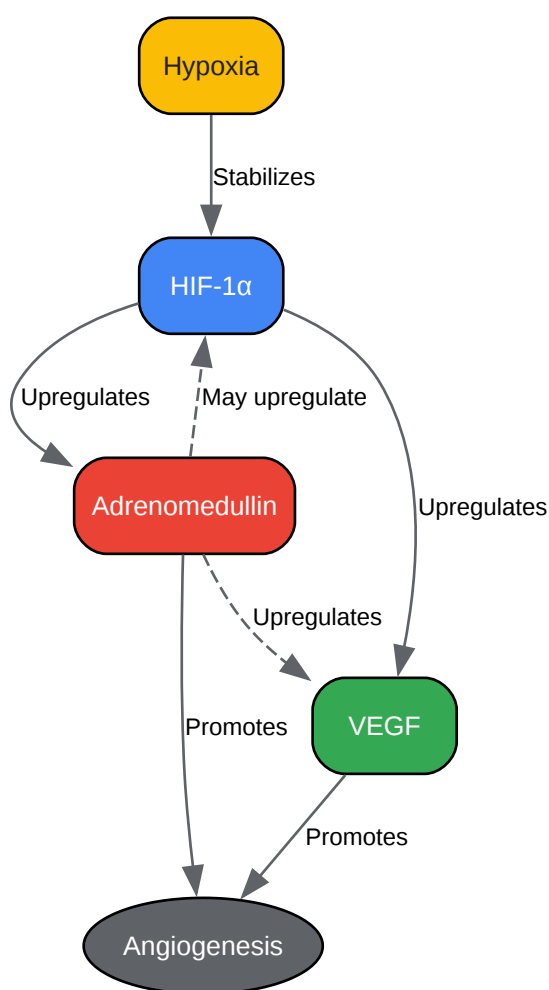 Hypoxia
Stabilizes
HIF-1α
Upregulates
May upregulate
Adrenomedullin
Upregulates
Upregulates
Promotes
VEGF
Promotes
Angiogenesis